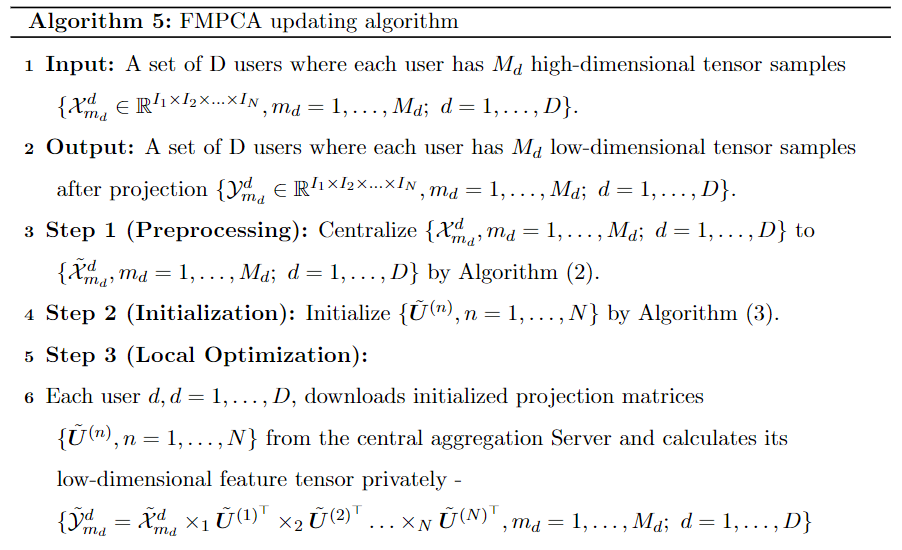 Algorithm 5: FMPCA updating algorithm
1 Input: A set of D users where each user has $M_d$ high-dimensional tensor samples
$\{\mathcal{X}^d_{m_d} \in \mathbb{R}^{I_1 \times I_2 \times \ldots \times I_N}, m_d = 1, \ldots, M_d;\ d = 1, \ldots, D\}$.
2 Output: A set of D users where each user has $M_d$ low-dimensional tensor samples
after projection $\{\mathcal{Y}^d_{m_d} \in \mathbb{R}^{I_1 \times I_2 \times \ldots \times I_N}, m_d = 1, \ldots, M_d;\ d = 1, \ldots, D\}$.
3 Step 1 (Preprocessing): Centralize $\{\mathcal{X}^d_{m_d}, m_d = 1, \ldots, M_d;\ d = 1, \ldots, D\}$ to
$\{\tilde{\mathcal{X}}^d_{m_d}, m_d = 1, \ldots, M_d;\ d = 1, \ldots, D\}$ by Algorithm (2).
4 Step 2 (Initialization): Initialize $\{\tilde{U}^{(n)}, n = 1, \ldots, N\}$ by Algorithm (3).
5 Step 3 (Local Optimization):
6 Each user $d, d = 1, \ldots, D$, downloads initialized projection matrices
$\{\tilde{U}^{(n)}, n = 1, \ldots, N\}$ from the central aggregation Server and calculates its
low-dimensional feature tensor privately -
$\{\tilde{\mathcal{Y}}^d_{m_d} = \tilde{\mathcal{X}}^d_{m_d} \times_1 \tilde{U}^{(1)^\top} \times_2 \tilde{U}^{(2)^\top} \ldots \times_N \tilde{U}^{(N)^\top}, m_d = 1, \ldots, M_d;\ d = 1, \ldots, D\}$